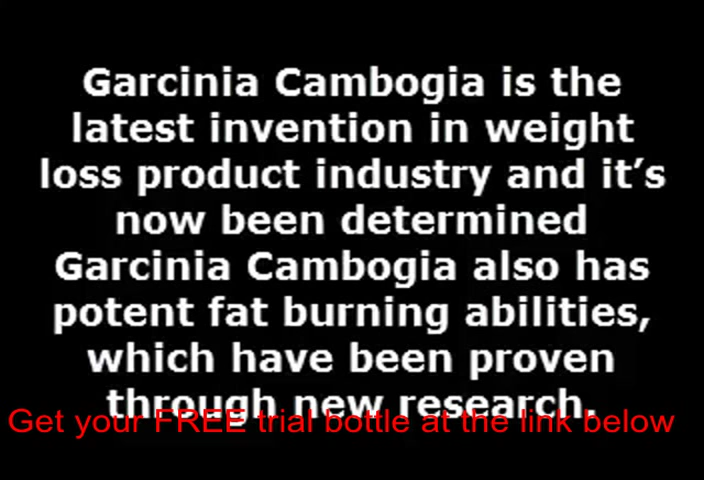 Garcinia Cambogia is the
latest invention in weight
loss product industry and it’s
now been determined
Garcinia Cambogia also has
potent fat burning abilities,
which have been proven
through new research.
Get your FREE trial bottle at the link below